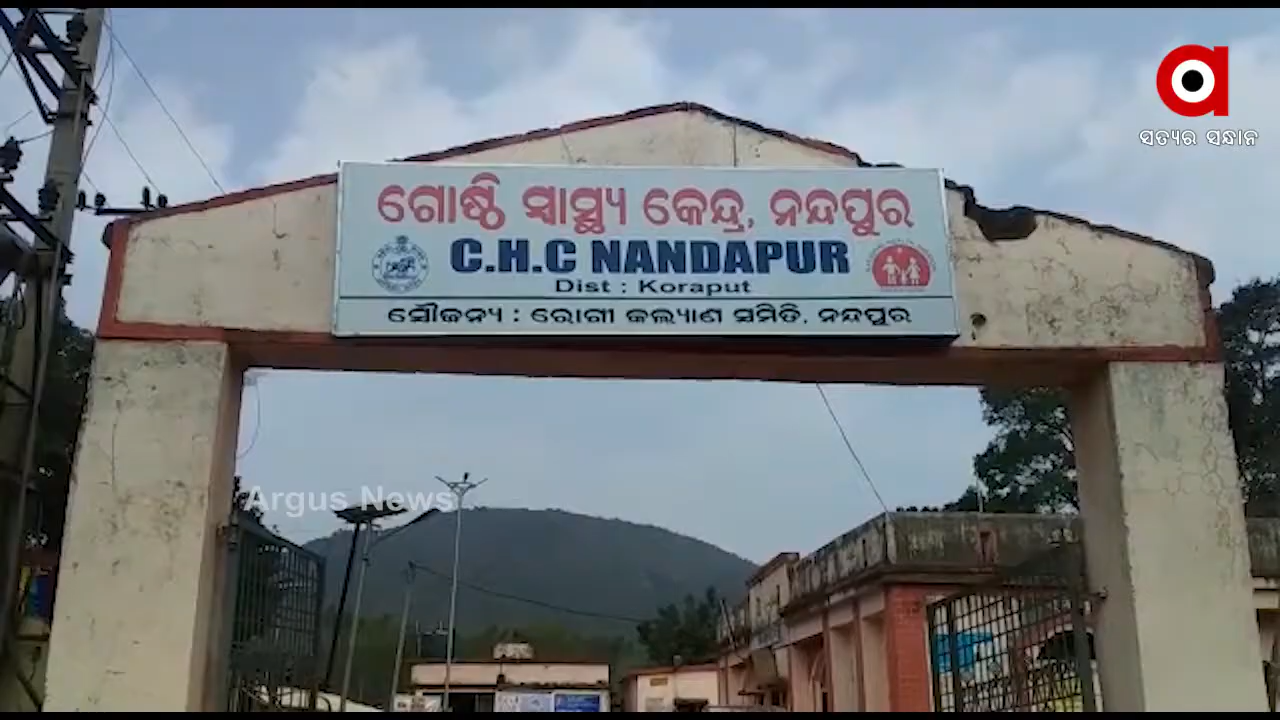 ସତ୍ୟର ସନ୍ଧାନ
ଗୋଷ୍ଠି ସ୍ୱାସ୍ଥ୍ୟ କେନ୍ଦ୍ର, ନନ୍ଦପୁର
C.H.C NANDAPUR
Dist : Koraput
ସୌଜନ୍ୟ : ରୋଗୀ କଲ୍ୟାଣ ସମିତି, ନନ୍ଦପୁର
Argus News